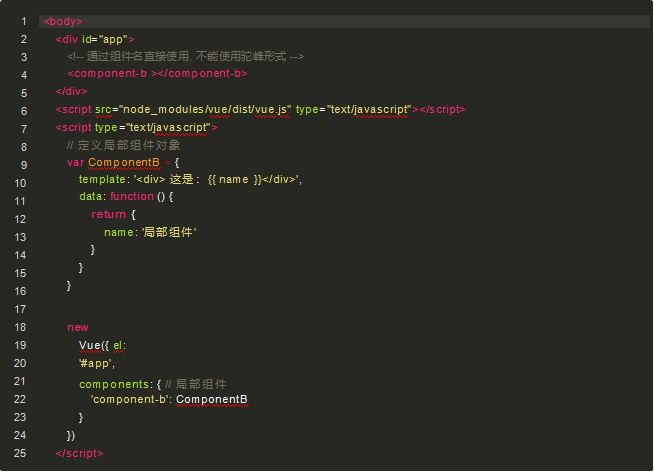 1 <body>
2 <div id="app">
3 <!-- 通过组件名直接使用, 不能使用驼峰形式 -->
4 <component-b ></component-b>
5 </div>
6 <script src="node_modules/vue/dist/vue.js" type="text/javascript"></script>
7 <script type="text/javascript">
8 // 定义局部组件对象
9 var ComponentB = {
10 template: '<div> 这是： {{ name }}</div>',
11 data: function () {
12 return {
13 name: '局部组件'
14 }
15 }
16 }
17
18 new
19 Vue({ el:
20 '#app',
21 components: { // 局部组件
22 'component-b': ComponentB
23 }
24 })
25 </script>